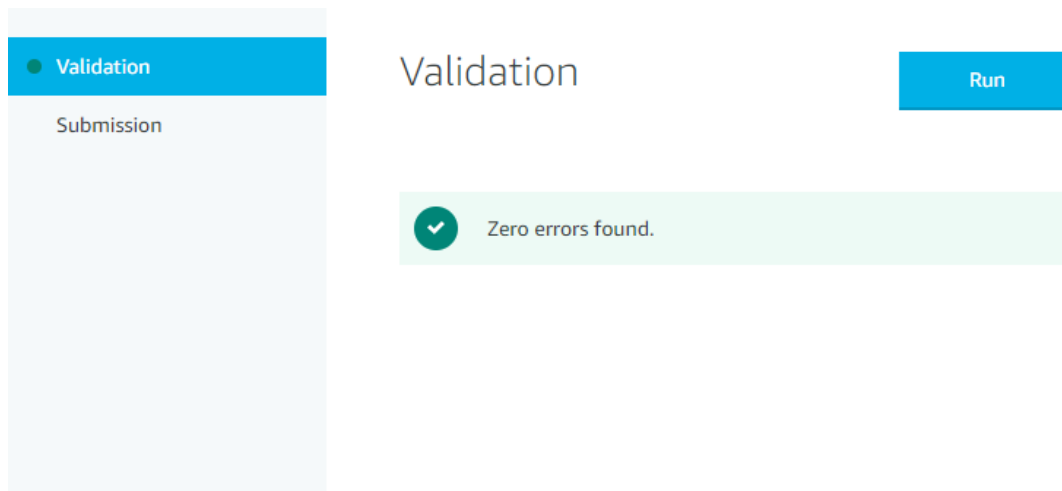 Validation
Submission
Validation
Run
Zero errors found.